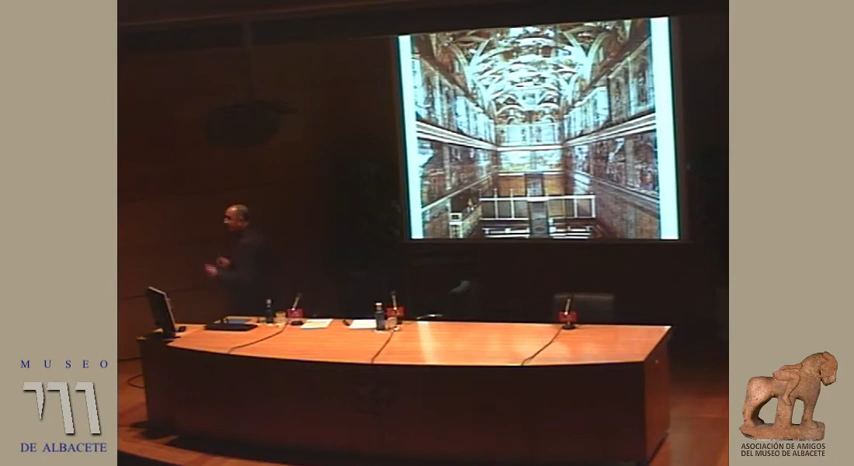 MUSEO
DE ALBACETE
ASOCIACIÓN DE AMIGOS
DEL MUSEO DE ALBACETE